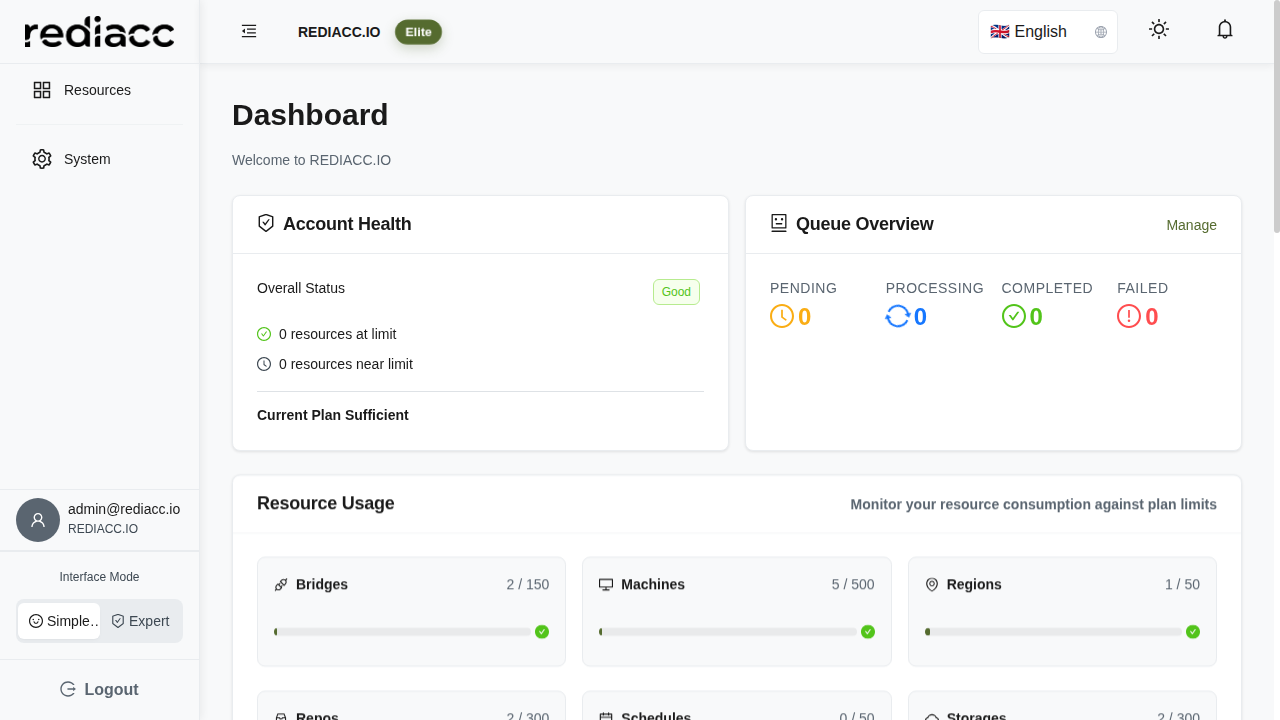 rediacc
REDIACC.IO
Elite
English
Resources
System
Dashboard
Welcome to REDIACC.IO
Account Health
Overall Status
Good
0 resources at limit
0 resources near limit
Current Plan Sufficient
Queue Overview
Manage
PENDING
0
PROCESSING
0
COMPLETED
0
FAILED
0
Resource Usage
Monitor your resource consumption against plan limits
Bridges
2 / 150
Machines
5 / 500
Regions
1 / 50
Repos
2 / 300
Schedules
0 / 50
Storages
2 / 300
admin@rediacc.io
REDIACC.IO
Interface Mode
Simple…
Expert
Logout